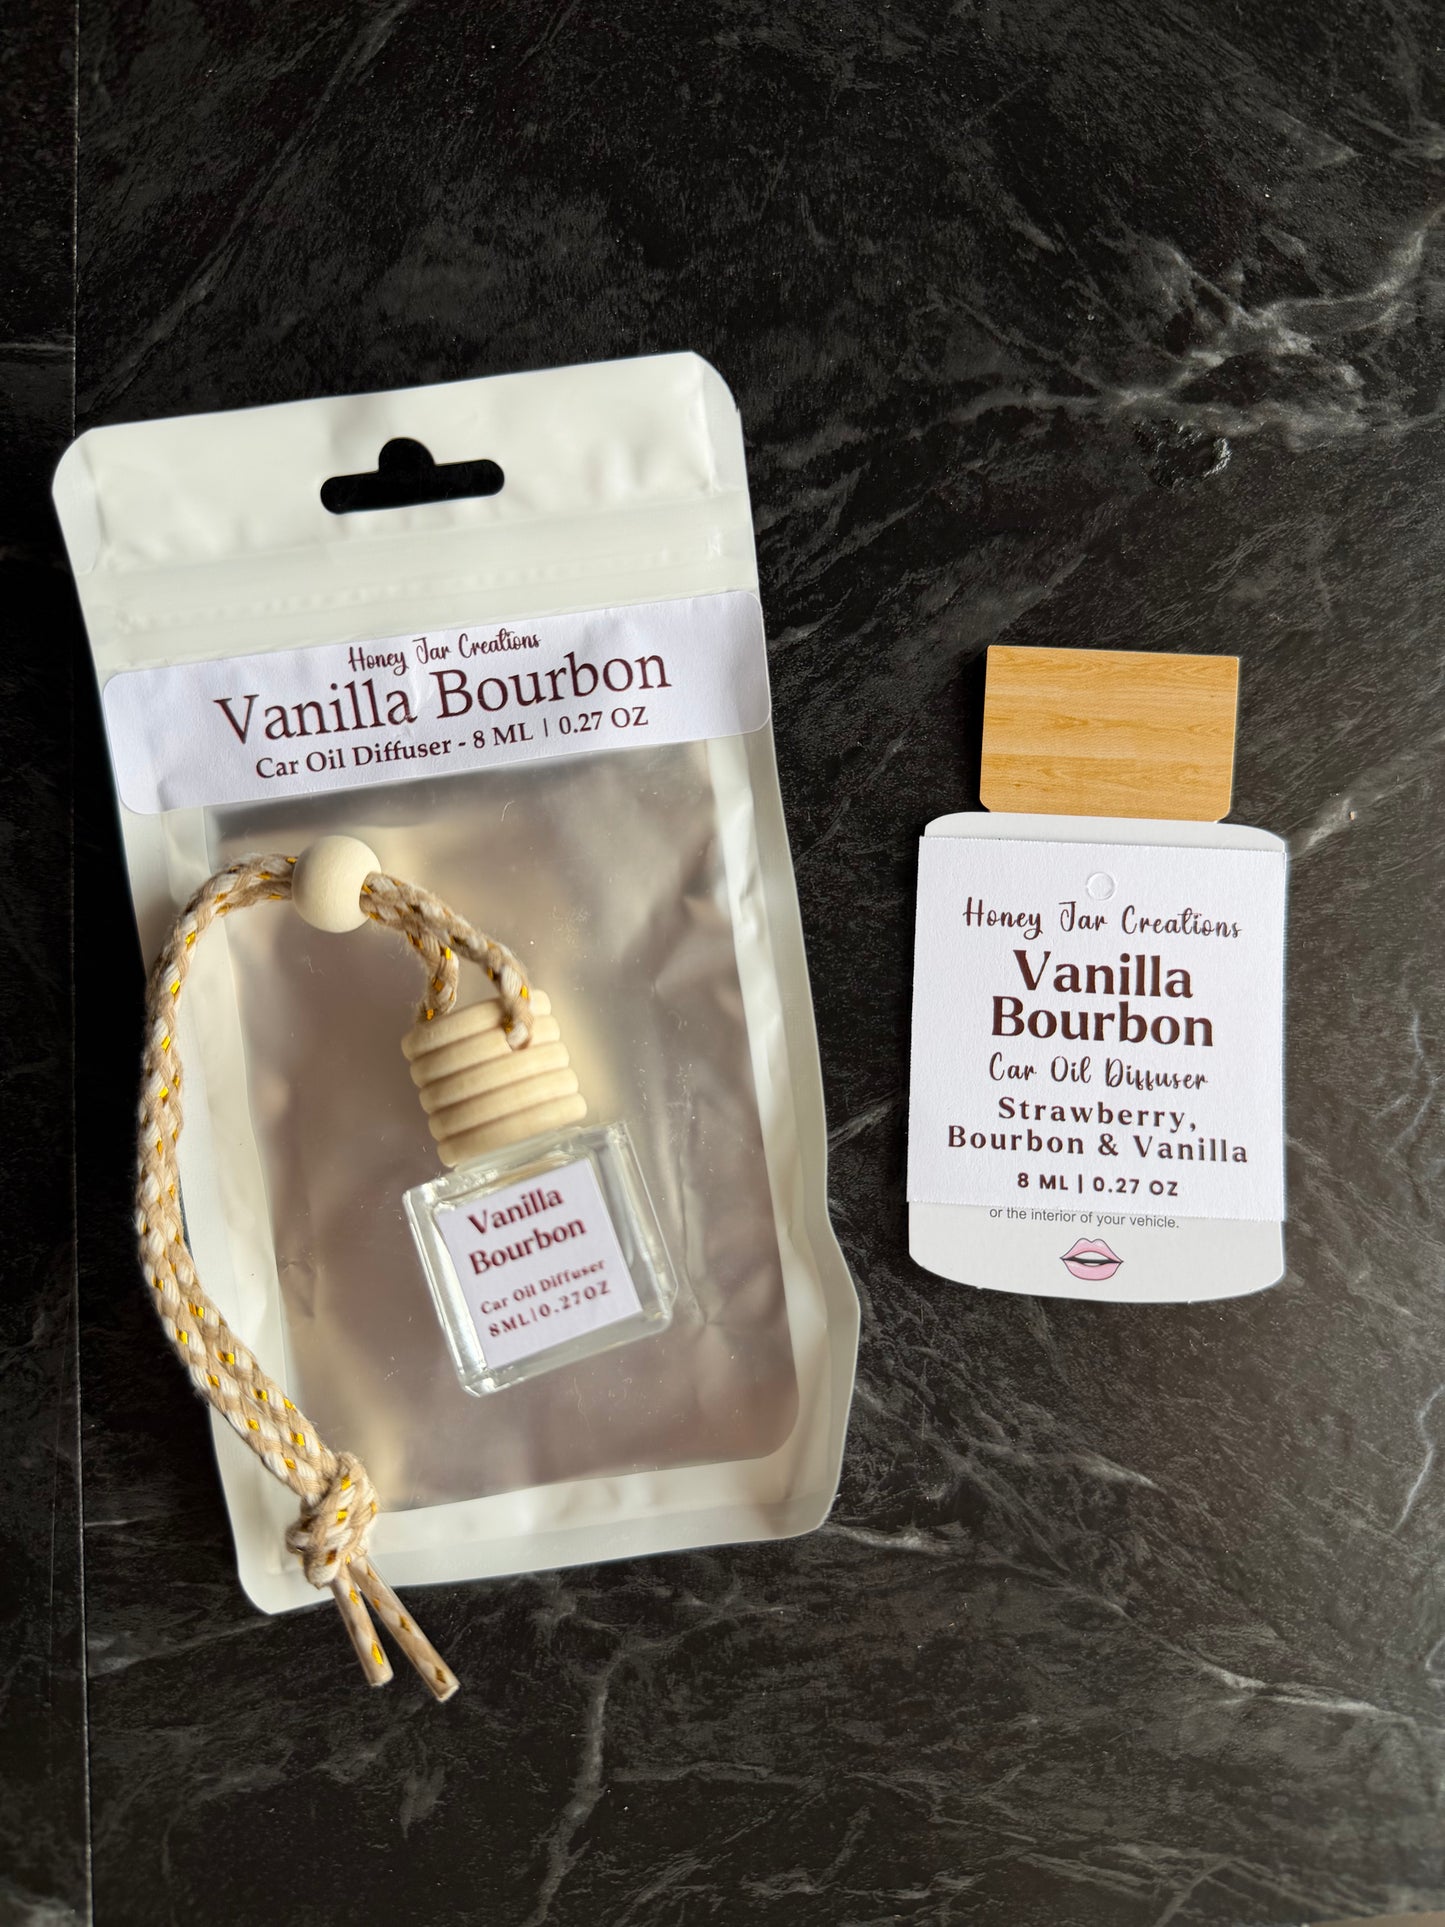 Honey Jar Creations
Vanilla Bourbon
Car Oil Diffuser - 8 ML | 0.27 OZ
Vanilla
Bourbon
Car Oil Diffuser
8ML|0.27OZ
Honey Jar Creations
Vanilla
Bourbon
Car Oil Diffuser
Strawberry,
Bourbon & Vanilla
8 ML | 0.27 OZ
or the interior of your vehicle.